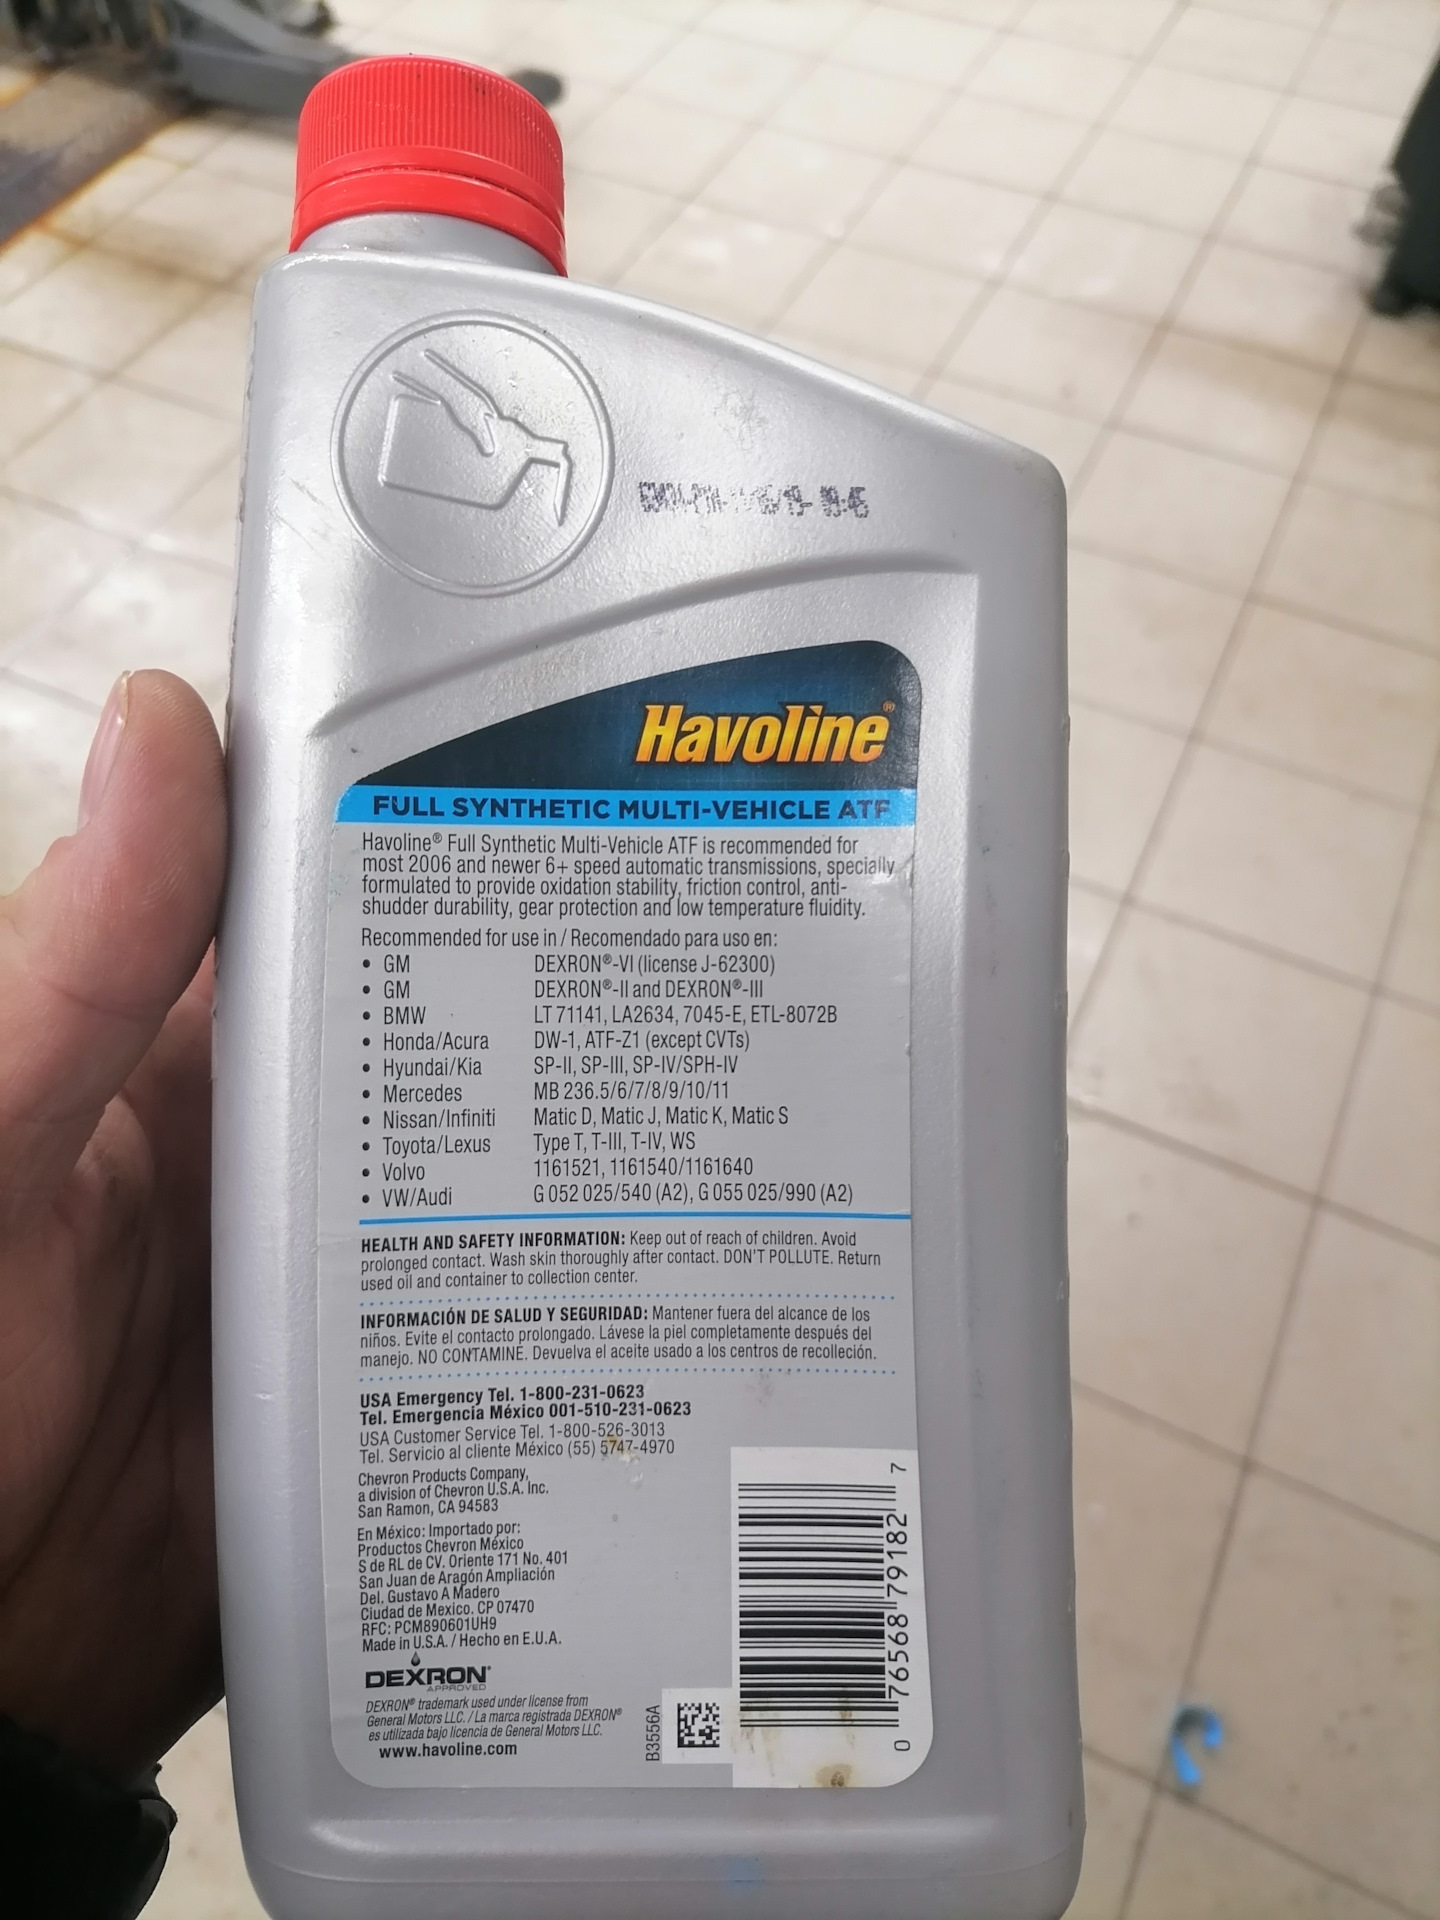 Havoline®
FULL SYNTHETIC MULTI-VEHICLE ATF
Havoline® Full Synthetic Multi-Vehicle ATF is recommended for
most 2006 and newer 6+ speed automatic transmissions, specially
formulated to provide oxidation stability, friction control, anti-
shudder durability, gear protection and low temperature fluidity.
Recommended for use in / Recomendado para uso en:
• GM DEXRON®-VI (license J-62300)
• GM DEXRON®-II and DEXRON®-III
• BMW LT 71141, LA2634, 7045-E, ETL-8072B
• Honda/Acura DW-1, ATF-Z1 (except CVTs)
• Hyundai/Kia SP-II, SP-III, SP-IV/SPH-IV
• Mercedes MB 236.5/6/7/8/9/10/11
• Nissan/Infiniti Matic D, Matic J, Matic K, Matic S
• Toyota/Lexus Type T, T-III, T-IV, WS
• Volvo 1161521, 1161540/1161640
• VW/Audi G 052 025/540 (A2), G 055 025/990 (A2)
HEALTH AND SAFETY INFORMATION: Keep out of reach of children. Avoid
prolonged contact. Wash skin thoroughly after contact. DON'T POLLUTE. Return
used oil and container to collection center.
INFORMACIÓN DE SALUD Y SEGURIDAD: Mantener fuera del alcance de los
niños. Evite el contacto prolongado. Lávese la piel completamente después del
manejo. NO CONTAMINE. Devuelva el aceite usado a los centros de recolleción.
USA Emergency Tel. 1-800-231-0623
Tel. Emergencia México 001-510-231-0623
USA Customer Service Tel. 1-800-526-3013
Tel. Servicio al cliente México (55) 5747-4970
Chevron Products Company,
a division of Chevron U.S.A. Inc.
San Ramon, CA 94583
En México: Importado por:
Productos Chevron México
S de RL de CV. Oriente 171 No. 401
San Juan de Aragón Ampliación
Del. Gustavo A Madero
Ciudad de Mexico. CP 07470
RFC: PCM890601UH9
Made in U.S.A. / Hecho en E.U.A.
DEXRON®
APPROVED
DEXRON® trademark used under license from
General Motors LLC. / La marca registrada DEXRON®
es utilizada bajo licencia de General Motors LLC.
www.havoline.com
B3556A
0 76568 79182 7